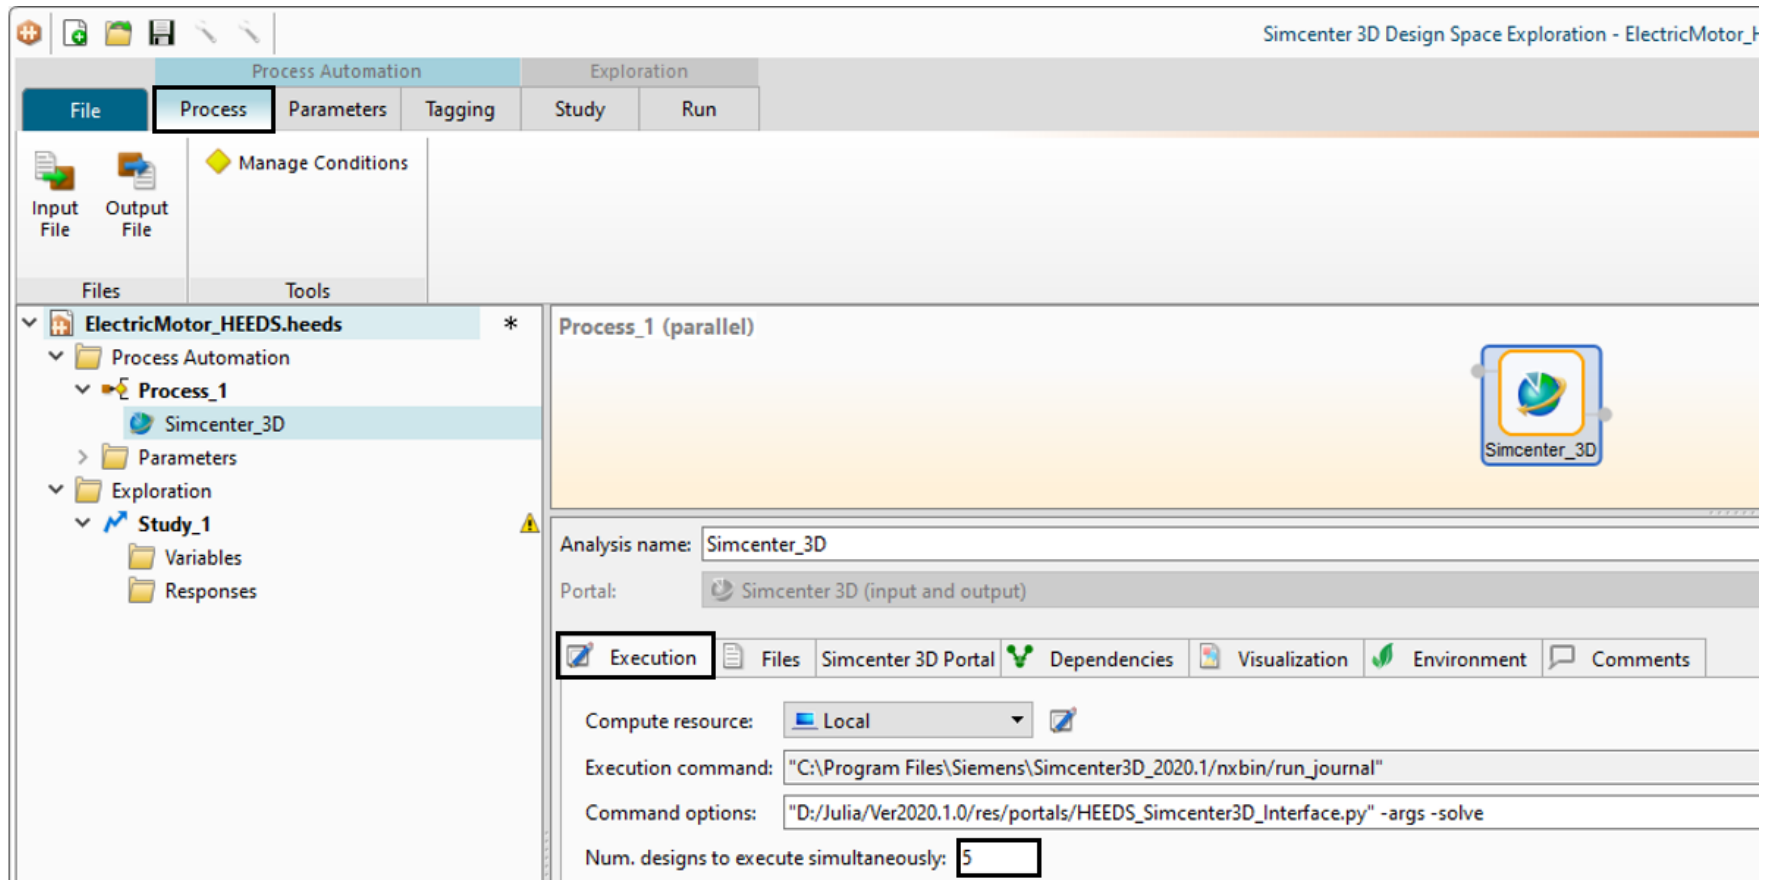 Simcenter 3D Design Space Exploration - ElectricMotor_H
Process Automation Exploration
File Process Parameters Tagging Study Run
Manage Conditions
Input File
Output File
Files Tools
ElectricMotor_HEEDS.heeds *
Process Automation
Process_1
Simcenter_3D
Parameters
Exploration
Study_1
Variables
Responses
Process_1 (parallel)
Simcenter_3D
Analysis name: Simcenter_3D
Portal: Simcenter 3D (input and output)
Execution Files Simcenter 3D Portal Dependencies Visualization Environment Comments
Compute resource: Local
Execution command: "C:\Program Files\Siemens\Simcenter3D_2020.1/nxbin/run_journal"
Command options: "D:/Julia/Ver2020.1.0/res/portals/HEEDS_Simcenter3D_Interface.py" -args -solve
Num. designs to execute simultaneously: 5